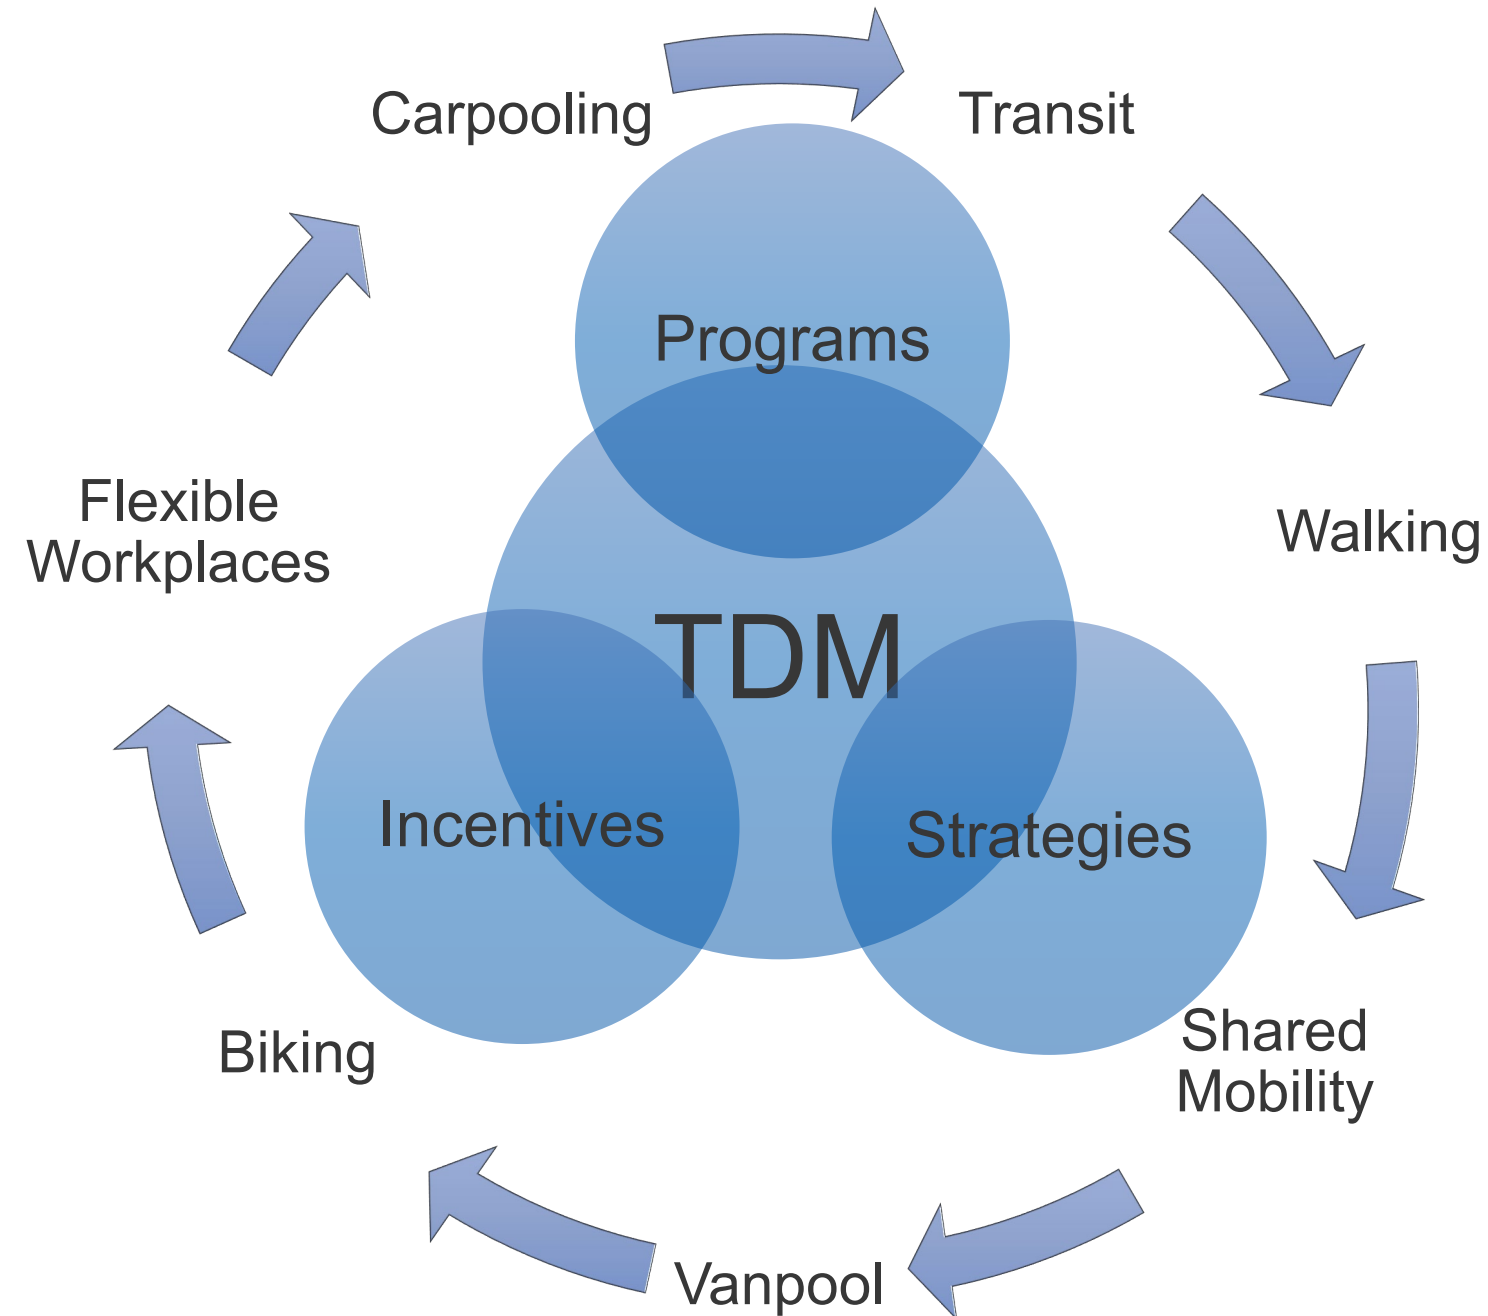 Carpooling
Transit
Programs
Flexible
Workplaces
Walking
TDM
Incentives
Strategies
Biking
Shared
Mobility
Vanpool